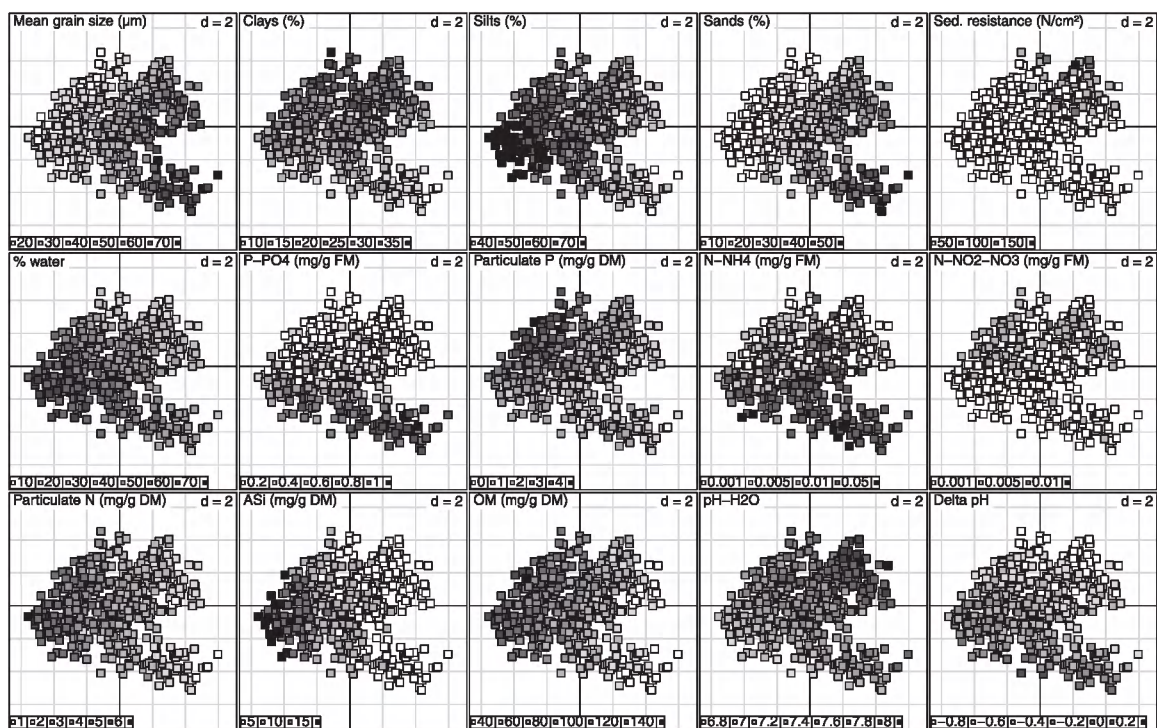 Mean grain size (µm) d = 2
Clays (%) d = 2
Silts (%) d = 2
Sands (%) d = 2
Sed. resistance (N/cm²) d = 2
20 30 40 50 60 70
10 15 20 25 30 35
40 50 60 70
10 20 30 40 50
50 100 150
% water d = 2
P–PO4 (mg/g FM) d = 2
Particulate P (mg/g DM) d = 2
N–NH4 (mg/g FM) d = 2
N–NO2–NO3 (mg/g FM) d = 2
10 20 30 40 50 60 70
0.2 0.4 0.6 0.8 1
0 1 2 3 4
0.001 0.005 0.01 0.05
0.001 0.005 0.01
Particulate N (mg/g DM) d = 2
ASi (mg/g DM) d = 2
OM (mg/g DM) d = 2
pH–H2O d = 2
Delta pH d = 2
1 2 3 4 5 6
5 10 15
40 60 80 100 120 140
6.8 7 7.2 7.4 7.6 7.8 8
−0.8 −0.6 −0.4 −0.2 0 0.2